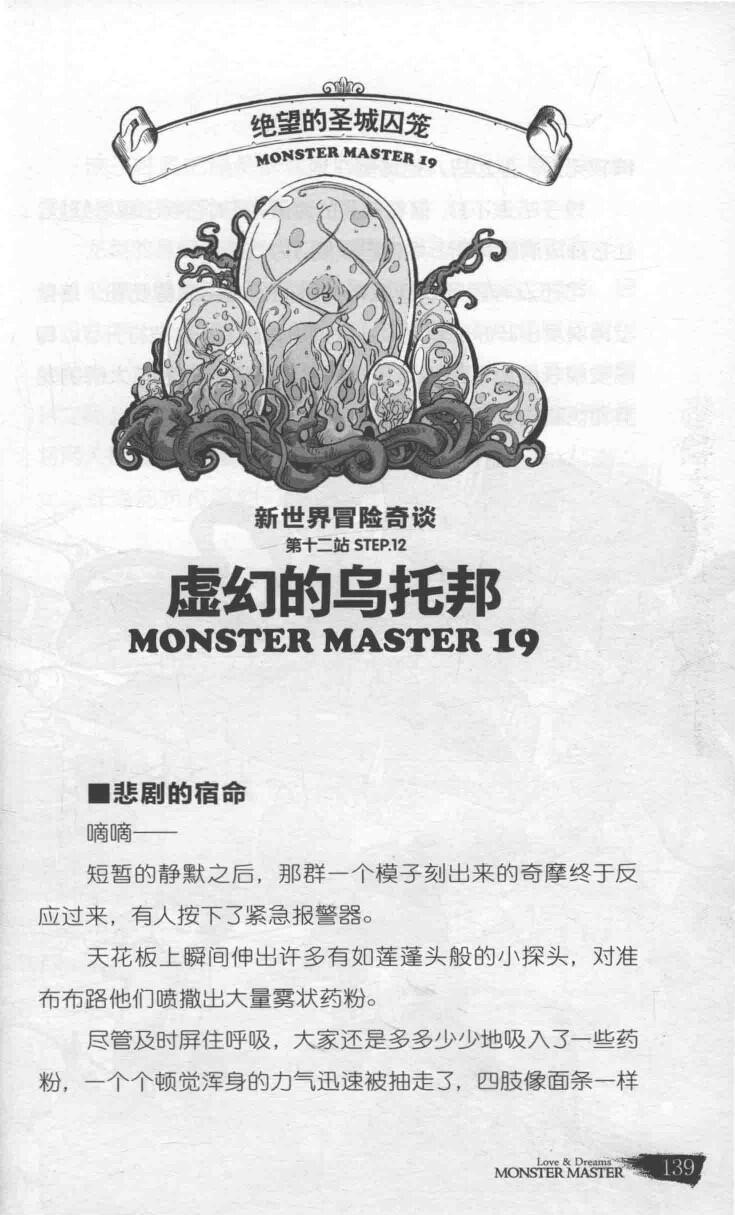 绝望的圣城囚笼
MONSTER MASTER 19
新世界冒险奇谈
第十二站 STEP.12
虚幻的乌托邦
MONSTER MASTER 19
■悲剧的宿命
嘀嘀——
短暂的静默之后，那群一个模子刻出来的奇摩终于反
应过来，有人按下了紧急报警器。
天花板上瞬间伸出许多有如莲蓬头般的小探头，对准
布布路他们喷撒出大量雾状药粉。
尽管及时屏住呼吸，大家还是多多少少地吸入了一些药
粉，一个个顿觉浑身的力气迅速被抽走了，四肢像面条一样
Love & Dreams
MONSTER MASTER 139